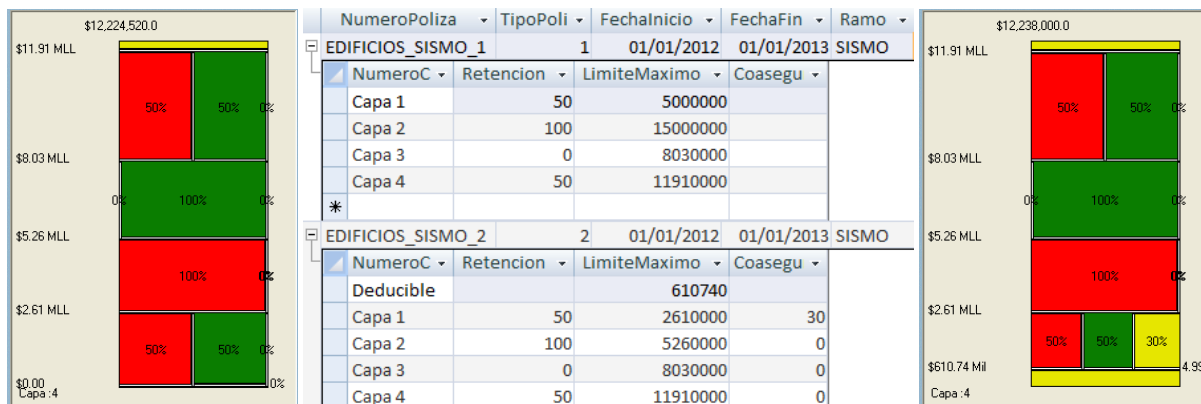 $12,224,520.0
$11.91 MLL
50% 50% 0%
$8.03 MLL
0% 100% 0%
$5.26 MLL
100% 0%
$2.61 MLL
50% 50% 0%
$0.00 0%
Capa :4
NumeroPoliza TipoPoli FechaInicio FechaFin Ramo
EDIFICIOS_SISMO_1 1 01/01/2012 01/01/2013 SISMO
NumeroC Retencion LimiteMaximo Coasegu
Capa 1 50 5000000
Capa 2 100 15000000
Capa 3 0 8030000
Capa 4 50 11910000
*
EDIFICIOS_SISMO_2 2 01/01/2012 01/01/2013 SISMO
NumeroC Retencion LimiteMaximo Coasegu
Deducible 610740
Capa 1 50 2610000 30
Capa 2 100 5260000 0
Capa 3 0 8030000 0
Capa 4 50 11910000 0
$12,238,000.0
$11.91 MLL
50% 50% 0%
$8.03 MLL
0% 100% 0%
$5.26 MLL
100% 0%
$2.61 MLL
50% 50% 30%
$610.74 Mil 4.99
Capa :4